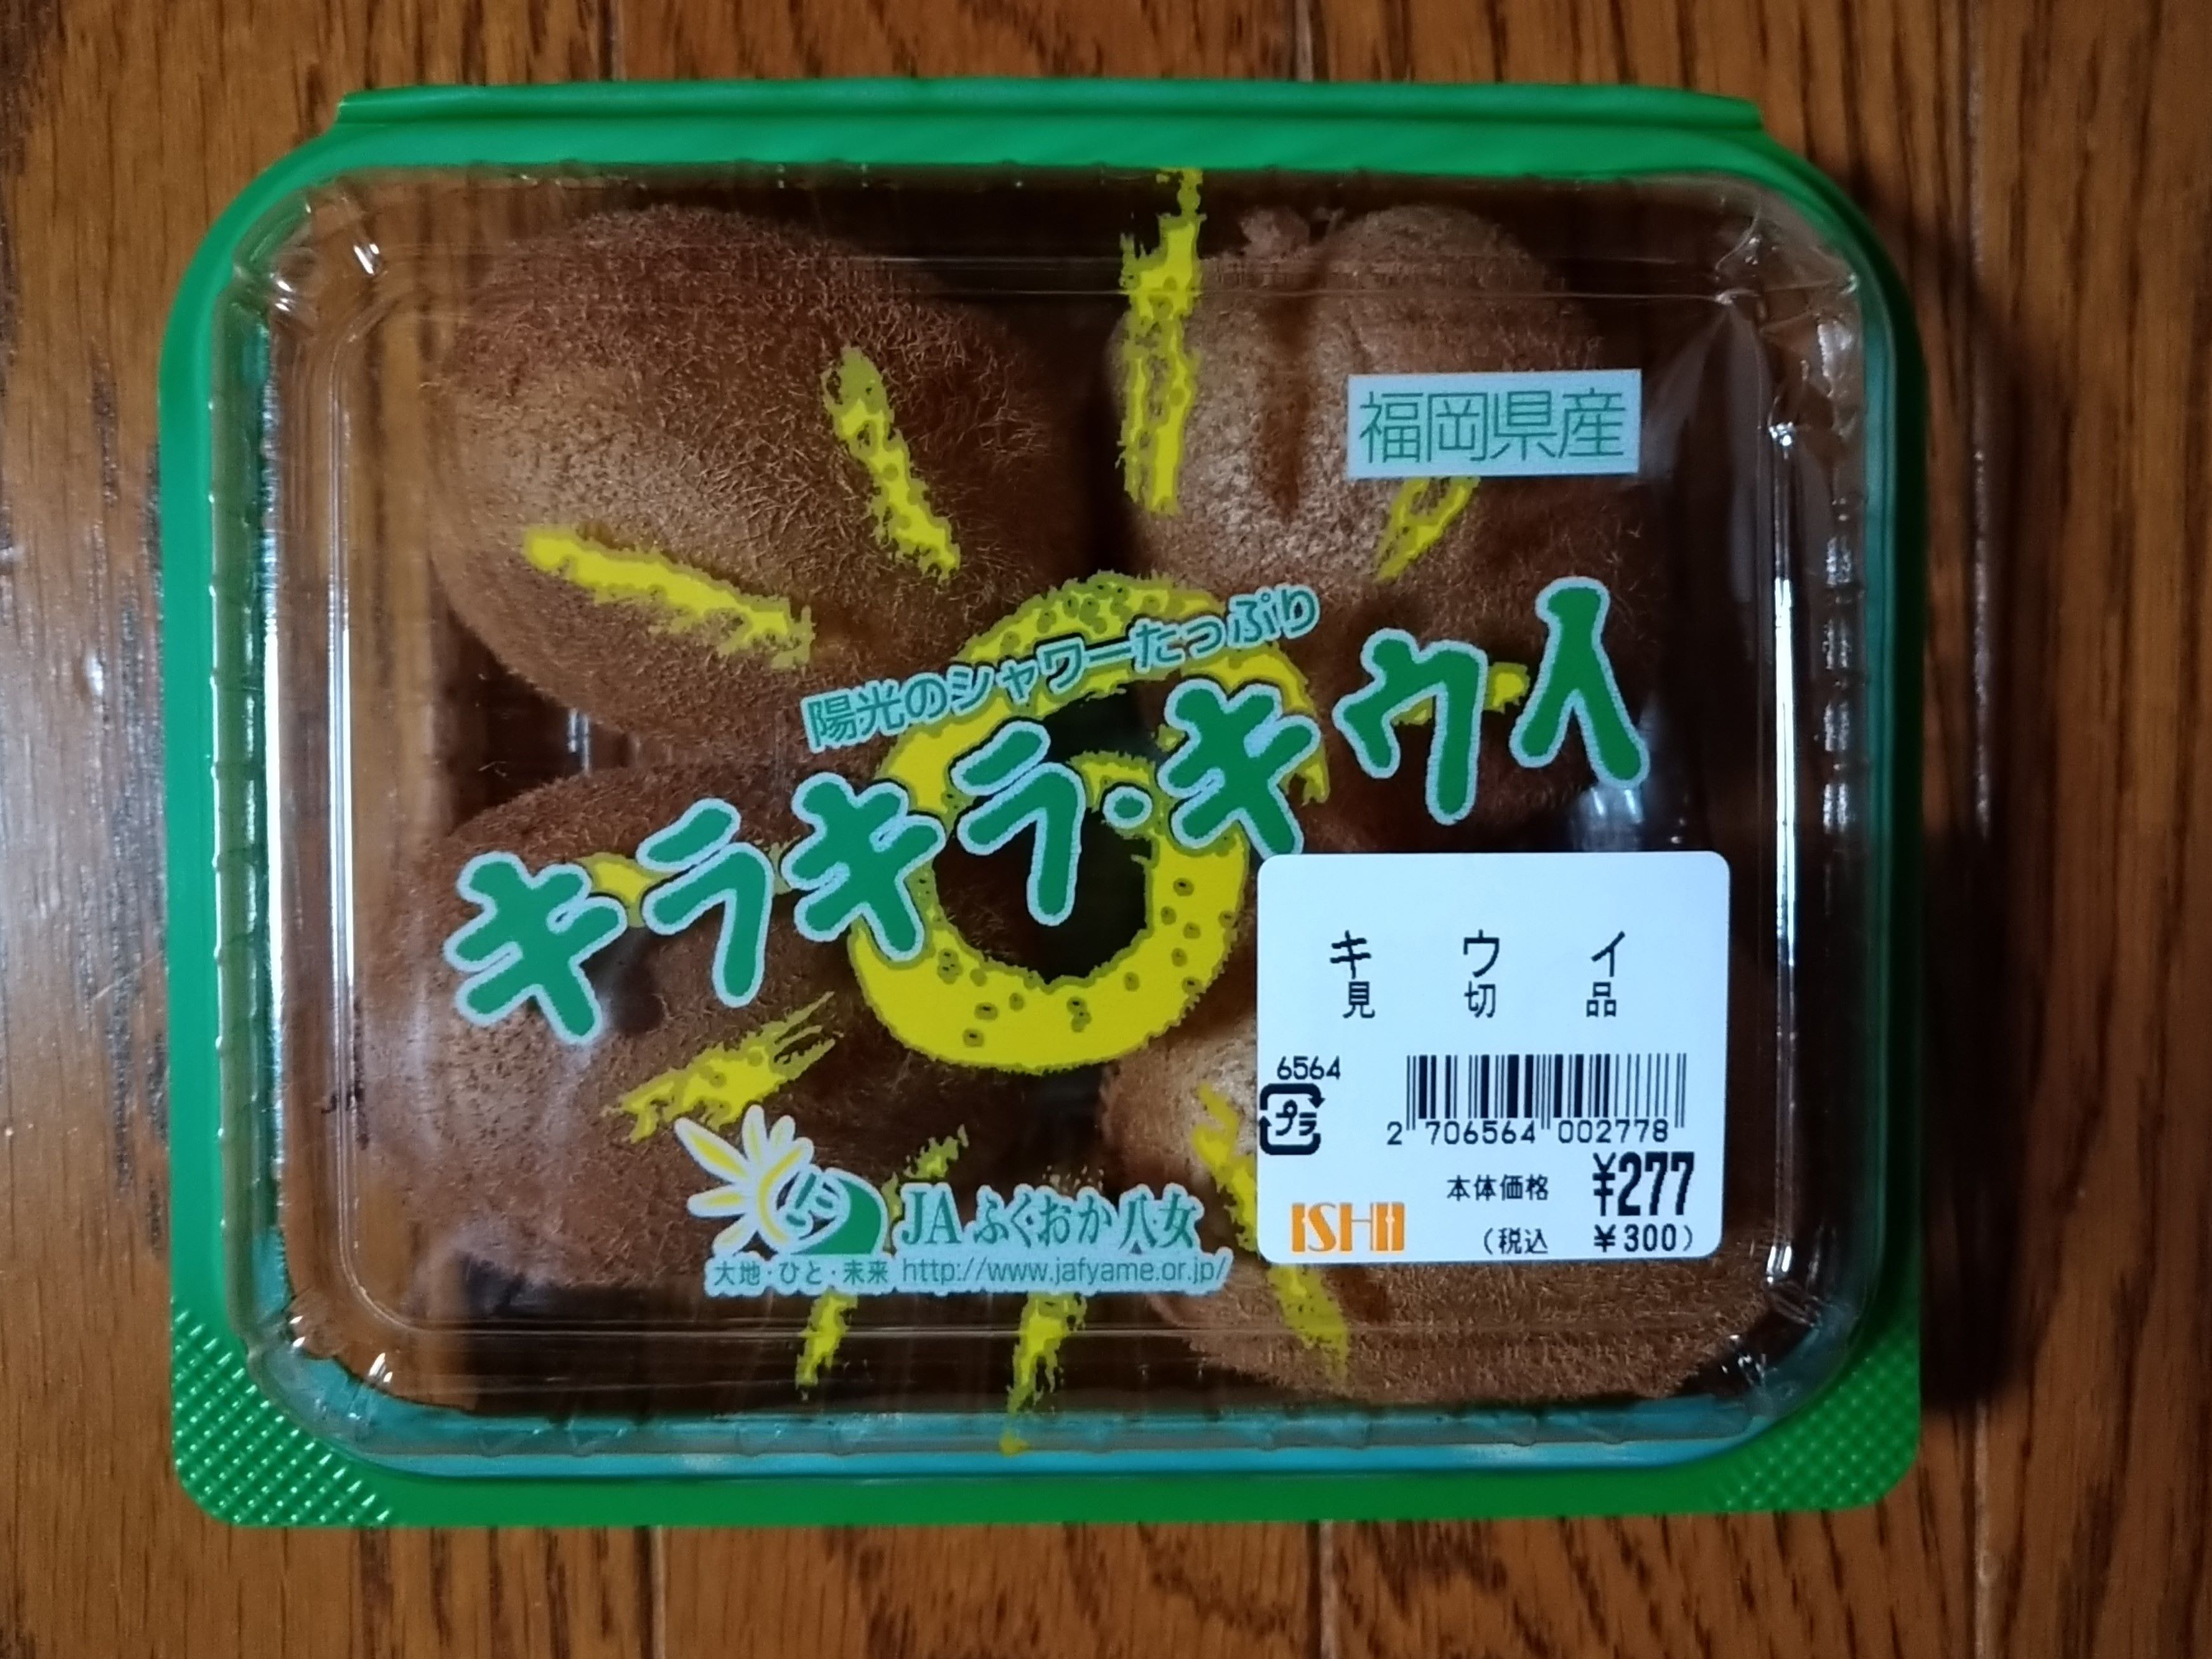 福岡県産
陽光のシャワーたっぷり
キラキラ・キウイ
キウイ
見切品
6564
プラ
2 706564 002778
本体価格 ¥277
ISHII (税込 ¥300)
JAふくおか八女
大地・ひと・未来 http://www.jafyame.or.jp/